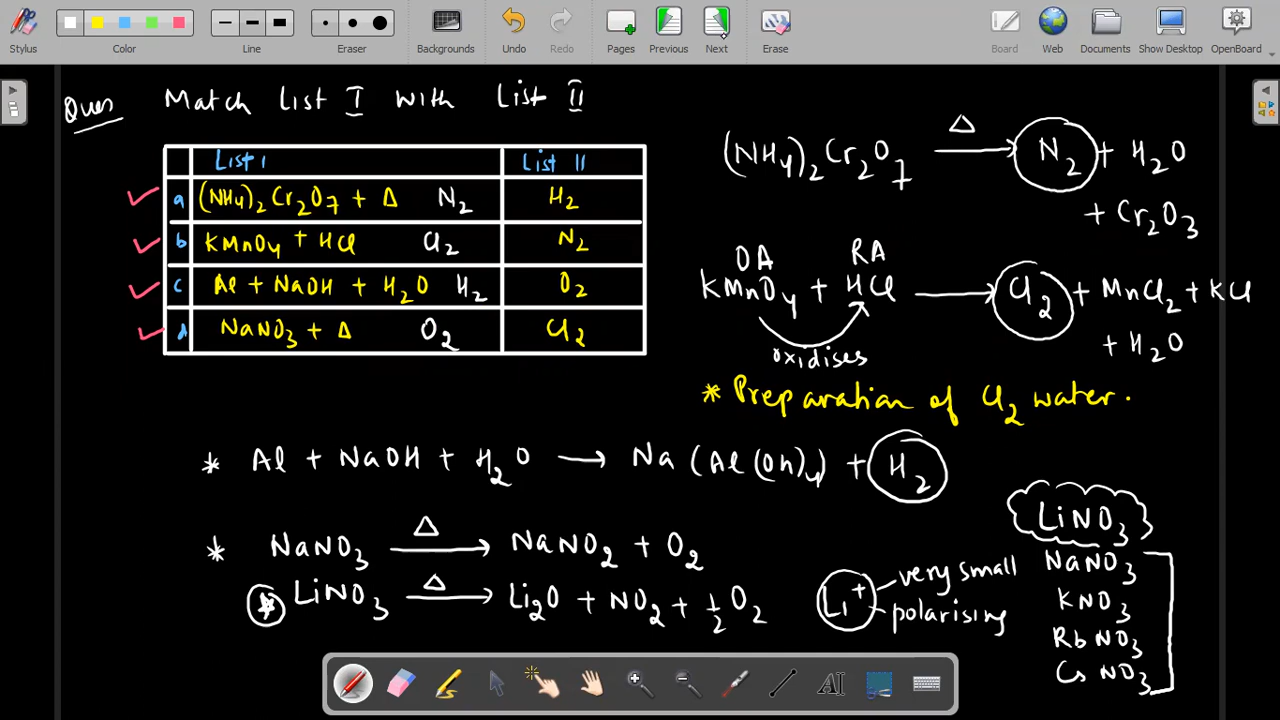 Stylus
Color
Line
Eraser
Backgrounds
Undo
Redo
Pages
Previous
Next
Erase
Board
Web
Documents
Show Desktop
OpenBoard
Ques Match List I with List II
List I List II
a (NH4)2Cr2O7 + Δ N2 H2
b KMnO4 + HCl Cl2 N2
c Al + NaOH + H2O H2 O2
d NaNO3 + Δ O2 Cl2
(NH4)2Cr2O7 Δ⟶ N2 + H2O
+ Cr2O3
OA RA
KMnO4 + HCl ⟶ Cl2 + MnCl2 + KCl
+ H2O
oxidises
* Preparation of Cl2 water.
* Al + NaOH + H2O ⟶ Na(Al(OH)4) + H2
* NaNO3 Δ⟶ NaNO2 + O2
* LiNO3 Δ⟶ Li2O + NO2 + 1/2 O2
Li+ very small
polarising
LiNO3
NaNO3
KNO3
RbNO3
CsNO3